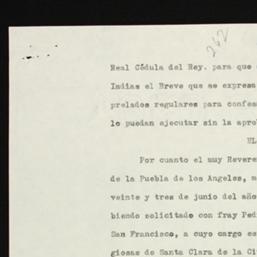 242
Real Cédula del Rey. para que
Indias el Breve que se expresa
prelados regulares para confes
lo puedan ejecutar sin la apro
EL
Por cuanto el muy Revere
de la Puebla de los Angeles, m
veinte y tres de junio del año
biendo solicitado con fray Ped
San Francisco, a cuyo cargo es
giosas de Santa Clara de la Ci